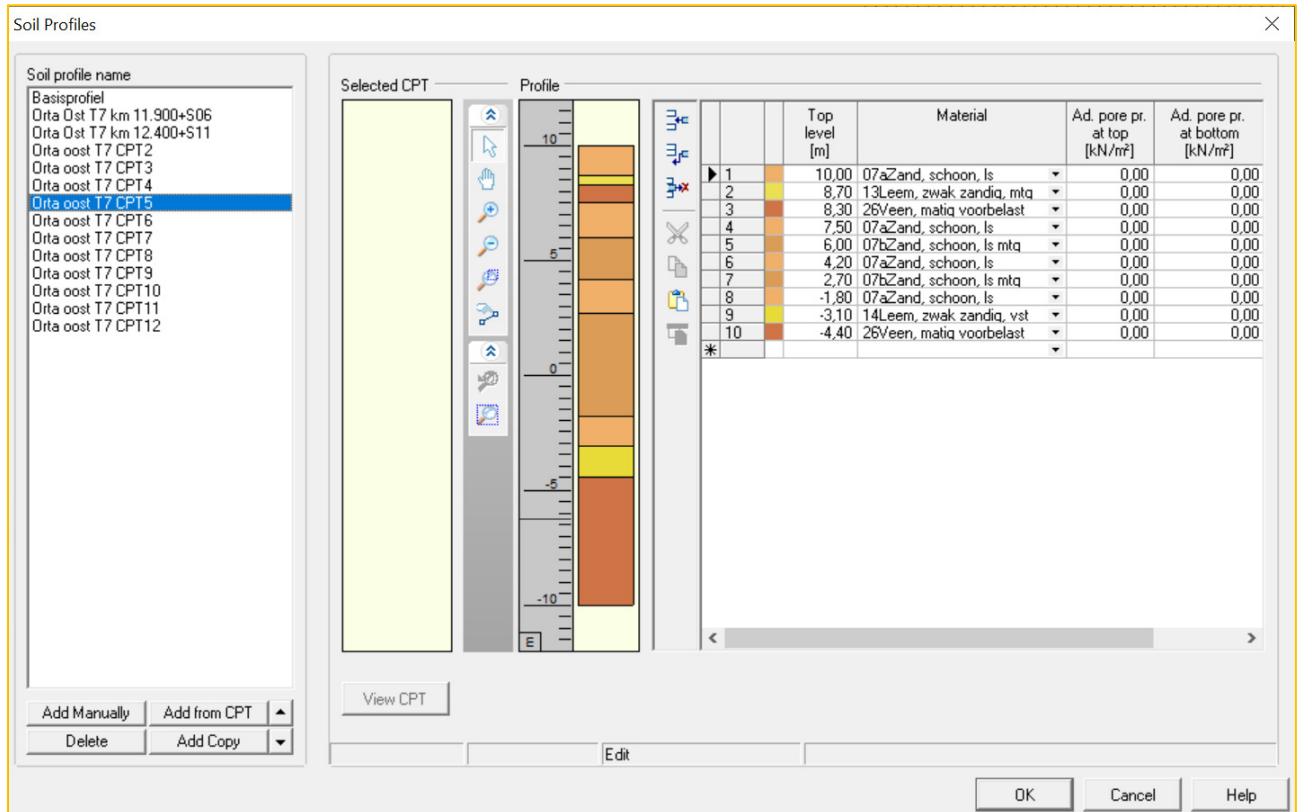 Soil Profiles
Soil profile name
Basisprofiel
Orta Ost T7 km 11.900+S06
Orta Ost T7 km 12.400+S11
Orta oost T7 CPT2
Orta oost T7 CPT3
Orta oost T7 CPT4
Orta oost T7 CPT5
Orta oost T7 CPT6
Orta oost T7 CPT7
Orta oost T7 CPT8
Orta oost T7 CPT9
Orta oost T7 CPT10
Orta oost T7 CPT11
Orta oost T7 CPT12
Add Manually Add from CPT
Delete Add Copy
Selected CPT
Profile
10
5
0
-5
-10
E
Top level [m] Material Ad. pore pr. at top [kN/m²] Ad. pore pr. at bottom [kN/m²]
1 10,00 07aZand, schoon, ls 0,00 0,00
2 8,70 13Leem, zwak zandig, mtg 0,00 0,00
3 8,30 26Veen, matig voorbelast 0,00 0,00
4 7,50 07aZand, schoon, ls 0,00 0,00
5 6,00 07bZand, schoon, ls mtg 0,00 0,00
6 4,20 07aZand, schoon, ls 0,00 0,00
7 2,70 07bZand, schoon, ls mtg 0,00 0,00
8 -1,80 07aZand, schoon, ls 0,00 0,00
9 -3,10 14Leem, zwak zandig, vst 0,00 0,00
10 -4,40 26Veen, matig voorbelast 0,00 0,00
View CPT
Edit
OK Cancel Help